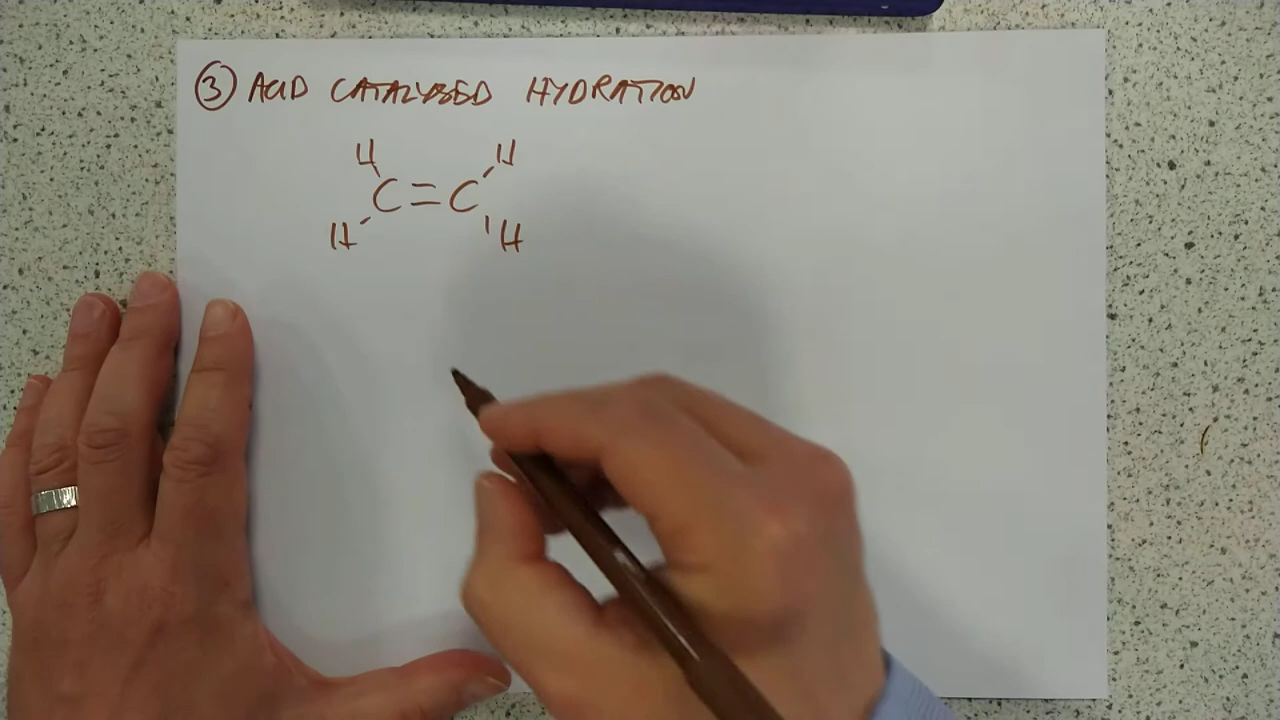 ③ ACID CATALYSED HYDRATION
H H
C=C
H H